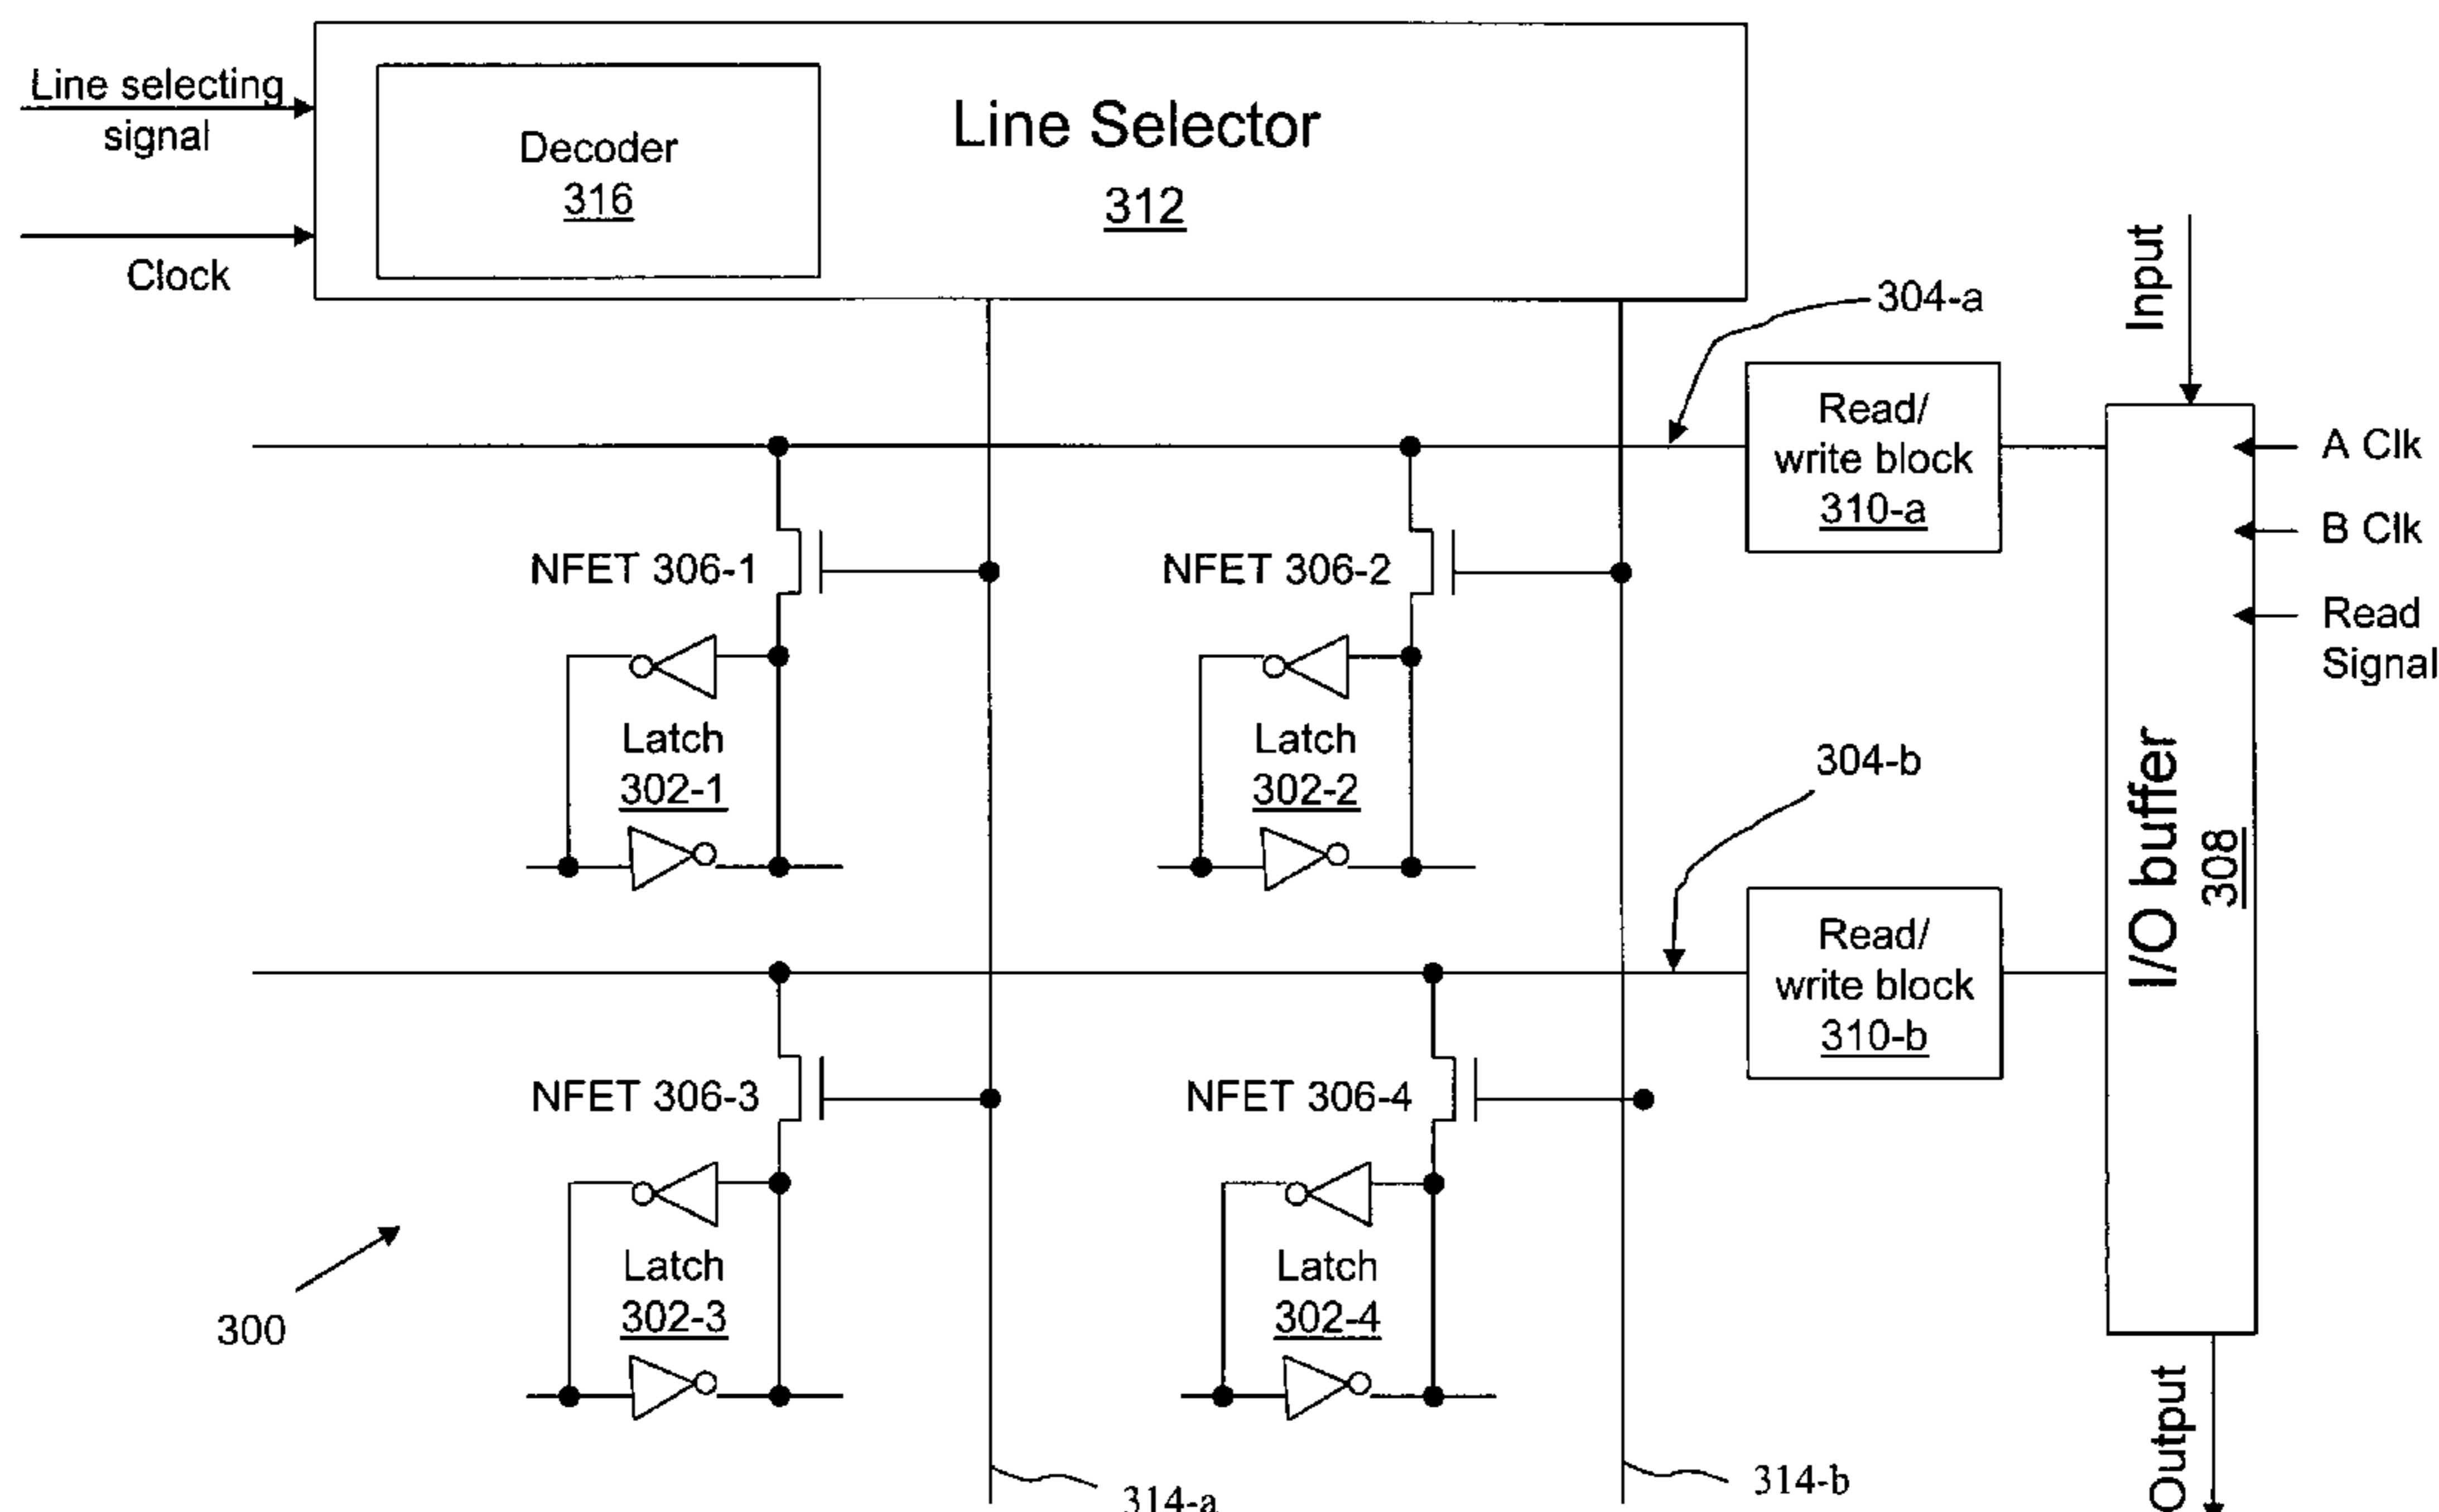 Line selecting
signal
Clock
Decoder
316
Line Selector
312
Input
304-a
Read/
write block
310-a
A Clk
B Clk
Read
Signal
NFET 306-1
NFET 306-2
Latch
302-1
Latch
302-2
304-b
I/O buffer
308
Read/
write block
310-b
NFET 306-3
NFET 306-4
Latch
302-3
Latch
302-4
300
Output
314-a
314-b